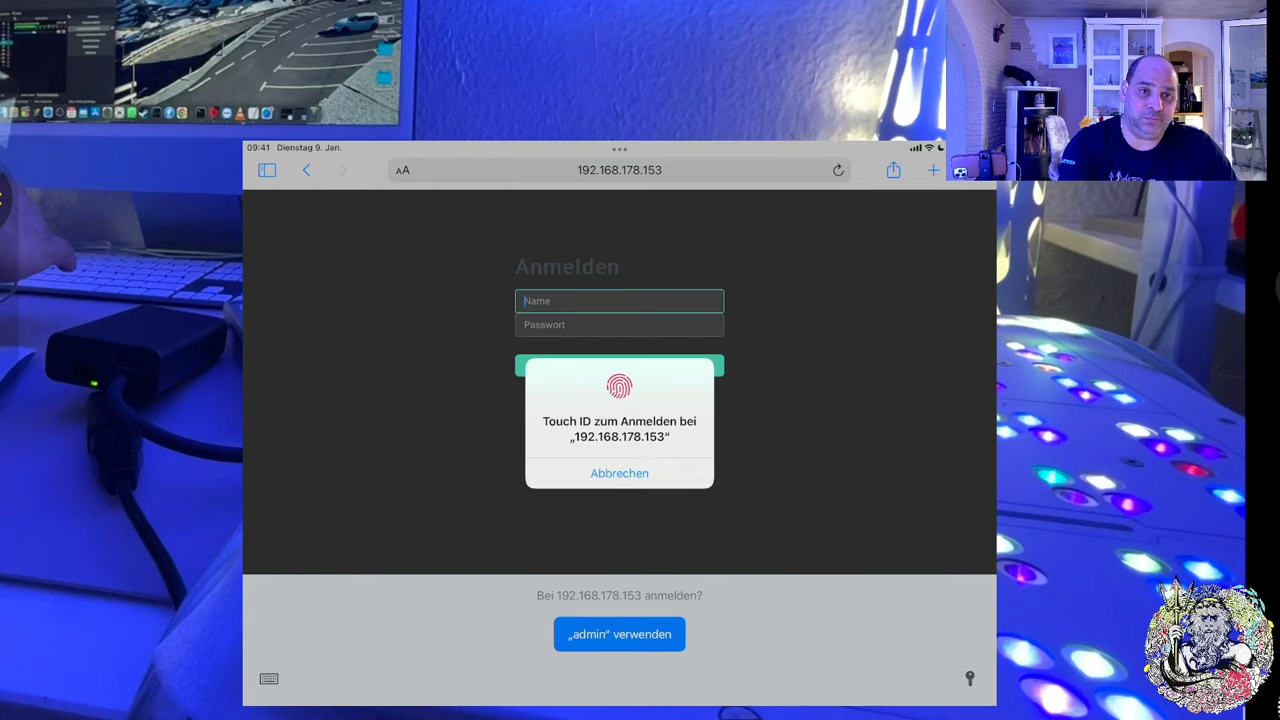 09:41 Dienstag 9. Jan.
AA
192.168.178.153
Anmelden
Name
Passwort
Touch ID zum Anmelden bei
„192.168.178.153“
Abbrechen
Bei 192.168.178.153 anmelden?
„admin“ verwenden